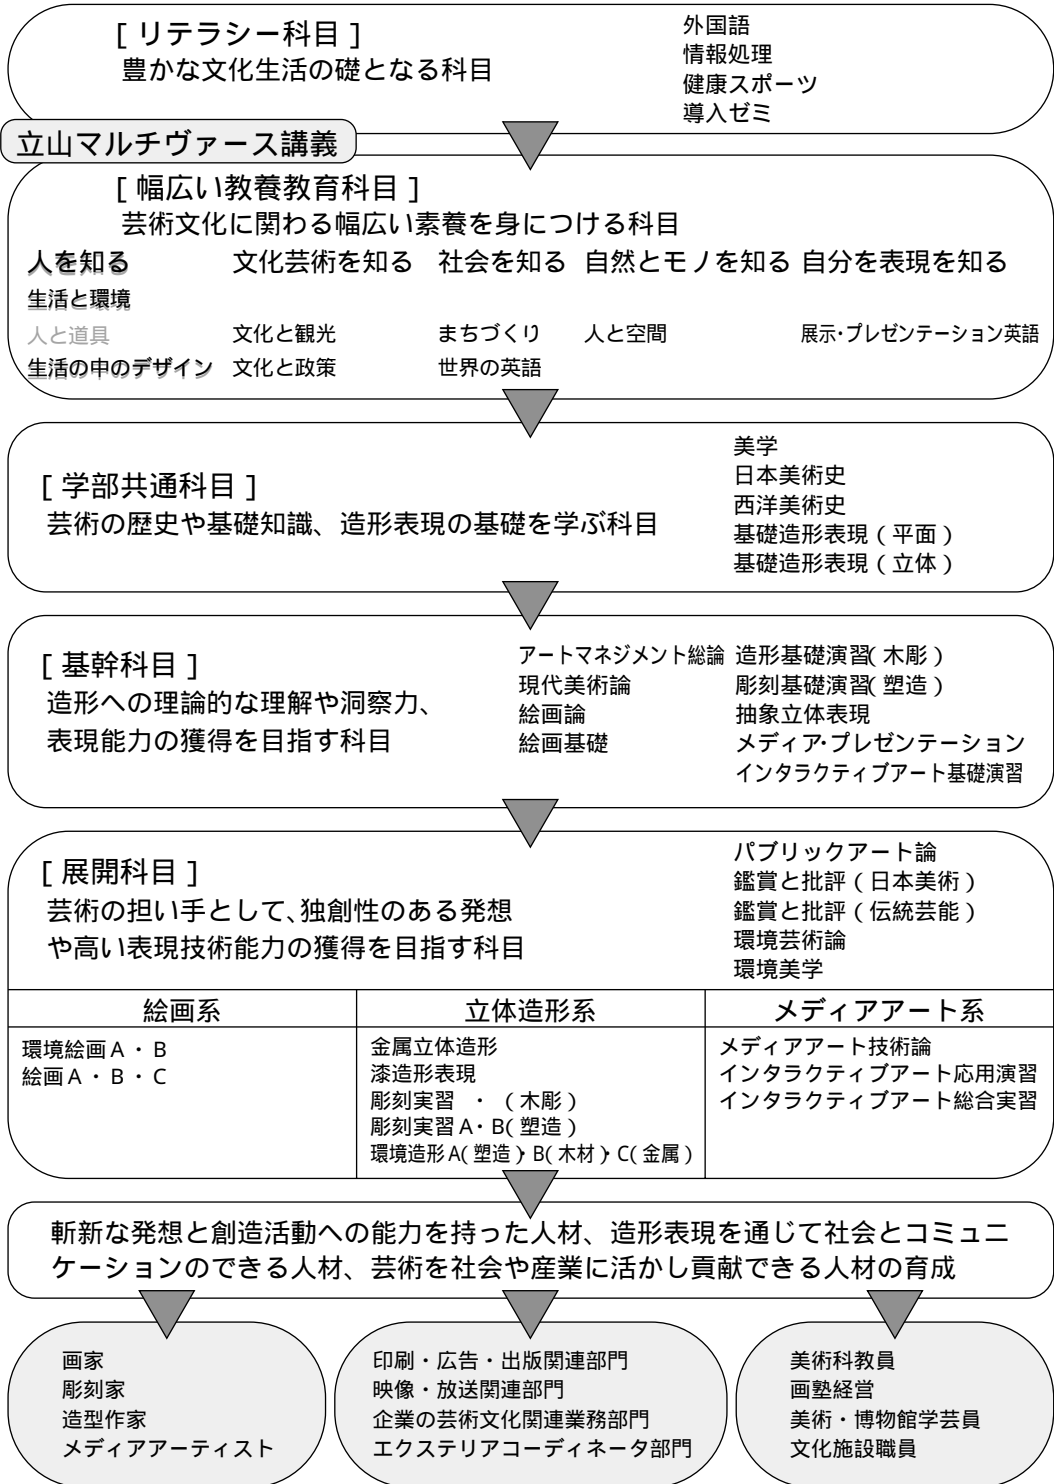 [ リテラシー科目 ]
豊かな文化生活の礎となる科目
外国語
情報処理
健康スポーツ
導入ゼミ
立山マルチヴァース講義
[ 幅広い教養教育科目 ]
芸術文化に関わる幅広い素養を身につける科目
人を知る 文化芸術を知る 社会を知る 自然とモノを知る 自分を表現を知る
生活と環境
人と道具 文化と観光 まちづくり 人と空間 展示・プレゼンテーション英語
生活の中のデザイン 文化と政策 世界の英語
[ 学部共通科目 ]
芸術の歴史や基礎知識、造形表現の基礎を学ぶ科目
美学
日本美術史
西洋美術史
基礎造形表現 ( 平面 )
基礎造形表現 ( 立体 )
[ 基幹科目 ]
造形への理論的な理解や洞察力、
表現能力の獲得を目指す科目
アートマネジメント総論
現代美術論
絵画論
絵画基礎
造形基礎演習( 木彫 )
彫刻基礎演習( 塑造 )
抽象立体表現
メディア・プレゼンテーション
インタラクティブアート基礎演習
[ 展開科目 ]
芸術の担い手として、独創性のある発想
や高い表現技術能力の獲得を目指す科目
パブリックアート論
鑑賞と批評 ( 日本美術 )
鑑賞と批評 ( 伝統芸能 )
環境芸術論
環境美学
絵画系
環境絵画A・B
絵画A・B・C
立体造形系
金属立体造形
漆造形表現
彫刻実習 ・ ( 木彫 )
彫刻実習A・B( 塑造 )
環境造形A( 塑造 )・B( 木材 )・C( 金属 )
メディアアート系
メディアアート技術論
インタラクティブアート応用演習
インタラクティブアート総合実習
斬新な発想と創造活動への能力を持った人材、造形表現を通じて社会とコミュニ
ケーションのできる人材、芸術を社会や産業に活かし貢献できる人材の育成
画家
彫刻家
造型作家
メディアアーティスト
印刷・広告・出版関連部門
映像・放送関連部門
企業の芸術文化関連業務部門
エクステリアコーディネータ部門
美術科教員
画塾経営
美術・博物館学芸員
文化施設職員